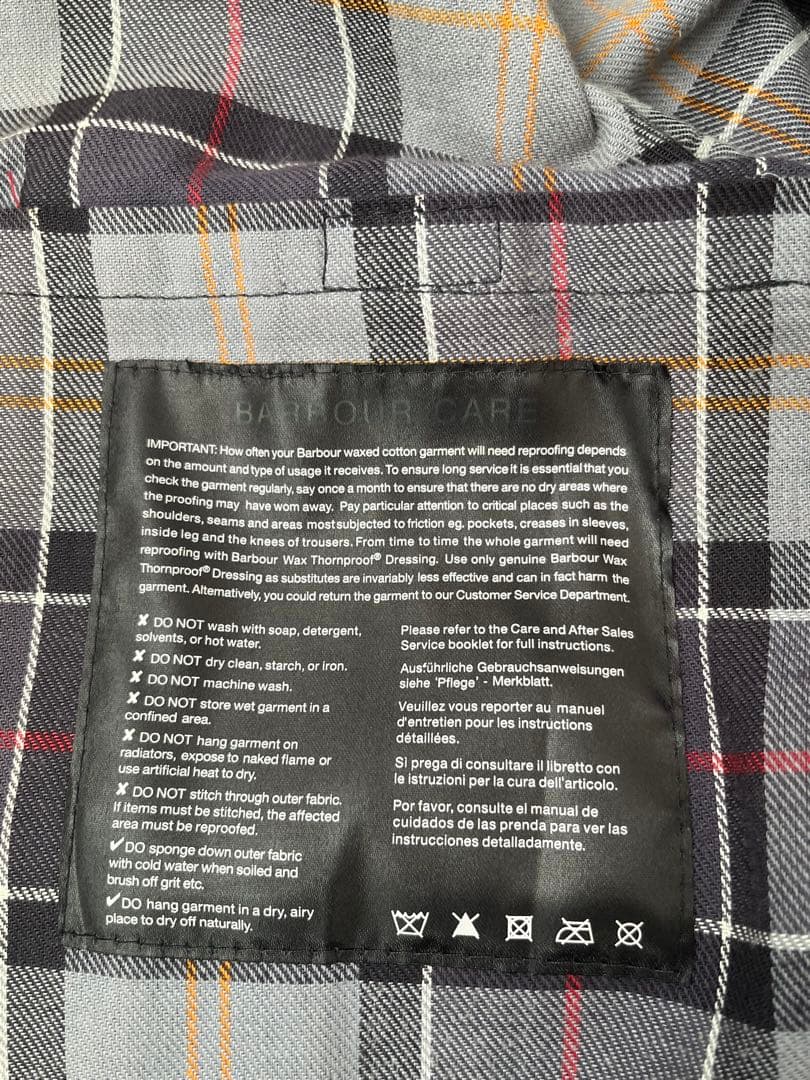 BARBOUR CARE
IMPORTANT: How often your Barbour waxed cotton garment will need reproofing depends
on the amount and type of usage it receives. To ensure long service it is essential that you
check the garment regularly, say once a month to ensure that there are no dry areas where
the proofing may have worn away. Pay particular attention to critical places such as the
shoulders, seams and areas most subjected to friction eg. pockets, creases in sleeves,
inside leg and the knees of trousers. From time to time the whole garment will need
reproofing with Barbour Wax Thornproof® Dressing. Use only genuine Barbour Wax
Thornproof® Dressing as substitutes are invariably less effective and can in fact harm the
garment. Alternatively, you could return the garment to our Customer Service Department.
✘ DO NOT wash with soap, detergent,
solvents, or hot water.
✘ DO NOT dry clean, starch, or iron.
✘ DO NOT machine wash.
✘ DO NOT store wet garment in a
confined area.
✘ DO NOT hang garment on
radiators, expose to naked flame or
use artificial heat to dry.
✘ DO NOT stitch through outer fabric.
If items must be stitched, the affected
area must be reproofed.
✔DO sponge down outer fabric
with cold water when soiled and
brush off grit etc.
✔DO hang garment in a dry, airy
place to dry off naturally.
Please refer to the Care and After Sales
Service booklet for full instructions.
Ausführliche Gebrauchsanweisungen
siehe 'Pflege' - Merkblatt.
Veuillez vous reporter au manuel
d'entretien pour les instructions
détaillées.
Si prega di consultare il libretto con
le istruzioni per la cura dell'articolo.
Por favor, consulte el manual de
cuidados de las prenda para ver las
instrucciones detalladamente.